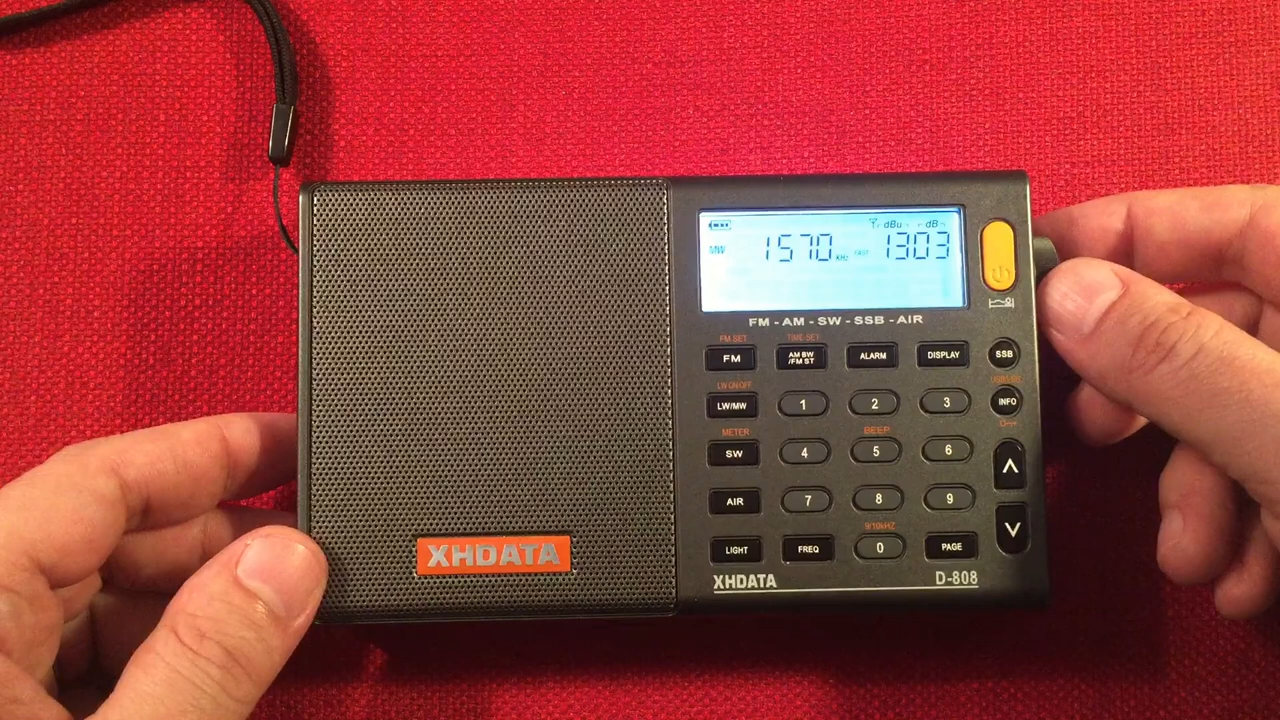 dBu dB
MW 1570 KHz FAST 1303
FM - AM - SW - SSB - AIR
FM SET TIME SET
FM AM BW /FM ST ALARM DISPLAY SSB
LW ON/OFF
LW/MW 1 2 3 INFO
METER BEEP
SW 4 5 6
AIR 7 8 9
9/10kHZ
LIGHT FREQ 0 PAGE
XHDATA
XHDATA D-808